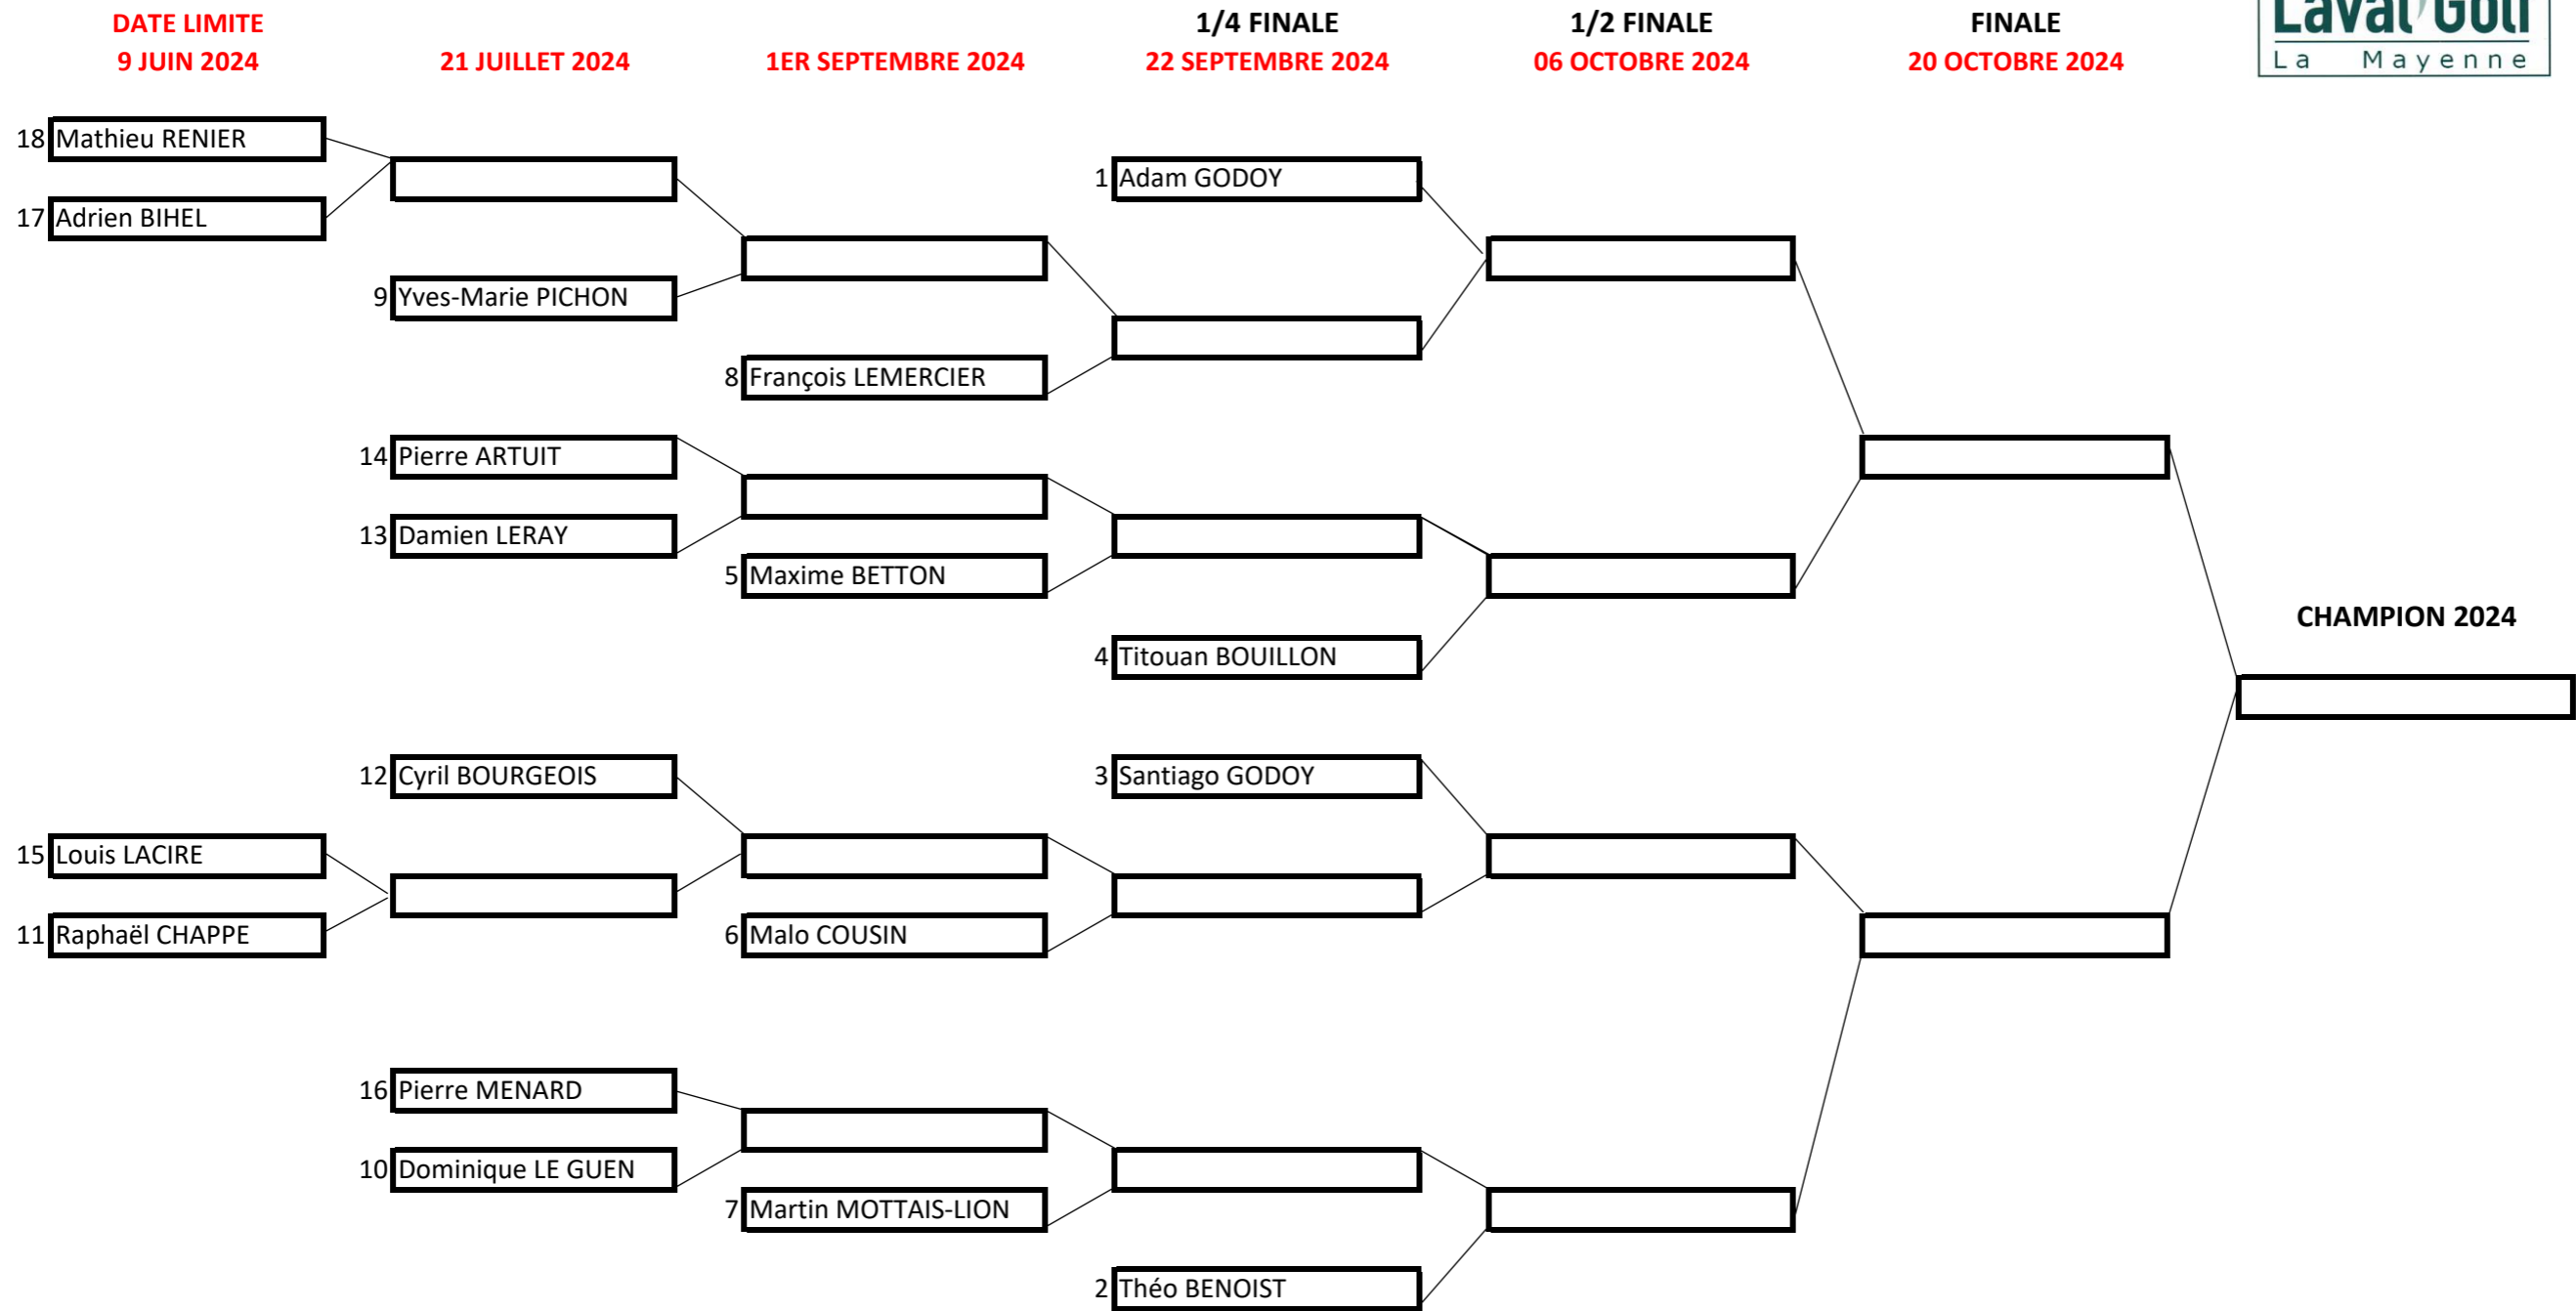 DATE LIMITE
9 JUIN 2024
21 JUILLET 2024
1ER SEPTEMBRE 2024
1/4 FINALE
22 SEPTEMBRE 2024
1/2 FINALE
06 OCTOBRE 2024
FINALE
20 OCTOBRE 2024
Laval Golf
La Mayenne
18 Mathieu RENIER
17 Adrien BIHEL
1 Adam GODOY
9 Yves-Marie PICHON
8 François LEMERCIER
14 Pierre ARTUIT
13 Damien LERAY
5 Maxime BETTON
4 Titouan BOUILLON
CHAMPION 2024
12 Cyril BOURGEOIS
3 Santiago GODOY
15 Louis LACIRE
11 Raphaël CHAPPE
6 Malo COUSIN
16 Pierre MENARD
10 Dominique LE GUEN
7 Martin MOTTAIS-LION
2 Théo BENOIST